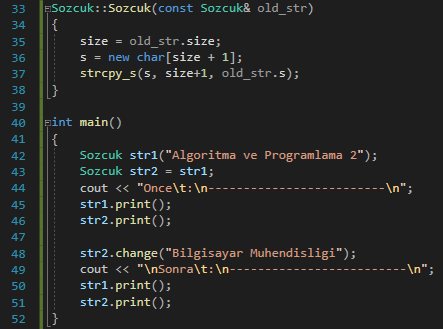 33 Sozcuk::Sozcuk(const Sozcuk& old_str)
34 {
35 size = old_str.size;
36 s = new char[size + 1];
37 strcpy_s(s, size+1, old_str.s);
38 }
39
40 int main()
41 {
42 Sozcuk str1("Algoritma ve Programlama 2");
43 Sozcuk str2 = str1;
44 cout << "Once\t:\n-------------------------\n";
45 str1.print();
46 str2.print();
47
48 str2.change("Bilgisayar Muhendisligi");
49 cout << "\nSonra\t:\n-------------------------\n";
50 str1.print();
51 str2.print();
52 }